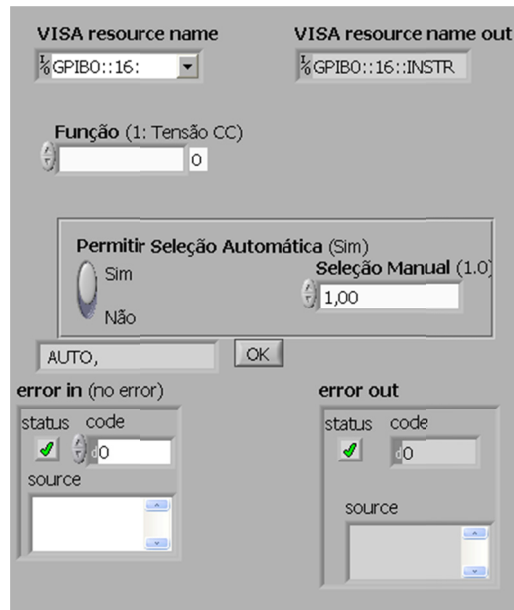 VISA resource name
VISA resource name out
GPIB0::16:
GPIB0::16::INSTR
Função (1: Tensão CC)
0
Permitir Seleção Automática (Sim)
Sim
Não
Seleção Manual (1.0)
1,00
AUTO,
OK
error in (no error)
error out
status code
d0
source
status code
d0
source